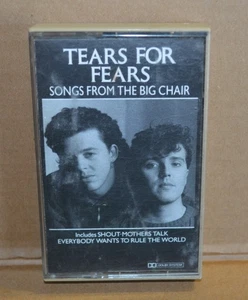 TEARS FOR
FEARS
SONGS FROM THE BIG CHAIR
Includes SHOUT·MOTHERS TALK
EVERYBODY WANTS TO RULE THE WORLD